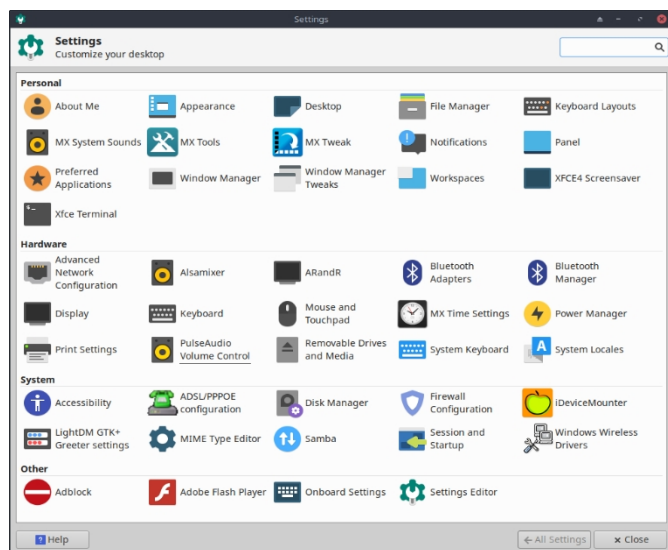 Settings
Settings
Customize your desktop
Personal
About Me
Appearance
Desktop
File Manager
Keyboard Layouts
MX System Sounds
MX Tools
MX Tweak
Notifications
Panel
Preferred
Applications
Window Manager
Window Manager
Tweaks
Workspaces
XFCE4 Screensaver
Xfce Terminal
Hardware
Advanced
Network
Configuration
Alsamixer
ARandR
Bluetooth
Adapters
Bluetooth
Manager
Display
Keyboard
Mouse and
Touchpad
MX Time Settings
Power Manager
Print Settings
PulseAudio
Volume Control
Removable Drives
and Media
System Keyboard
System Locales
System
Accessibility
ADSL/PPPOE
configuration
Disk Manager
Firewall
Configuration
iDeviceMounter
LightDM GTK+
Greeter settings
MIME Type Editor
Samba
Session and
Startup
Windows Wireless
Drivers
Other
Adblock
Adobe Flash Player
Onboard Settings
Settings Editor
Help
All Settings
Close